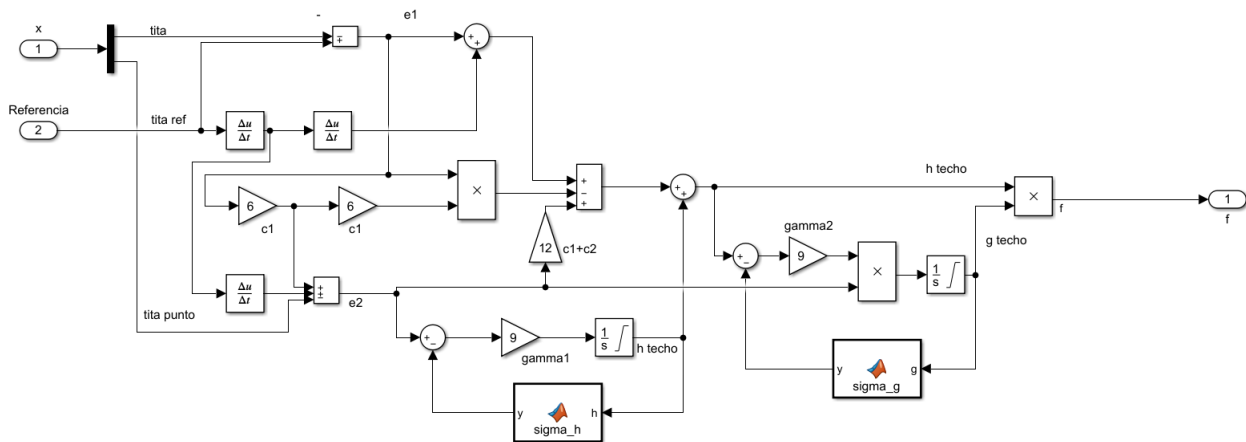 x
1
tita
-
e1
Referencia
2
tita ref
Δu
Δt
Δu
Δt
6
c1
6
c1
×
12
c1+c2
Δu
Δt
tita punto
e2
9
gamma1
1
s
h techo
y
h
sigma_h
h techo
gamma2
9
×
1
s
g techo
×
f
1
f
y
g
sigma_g